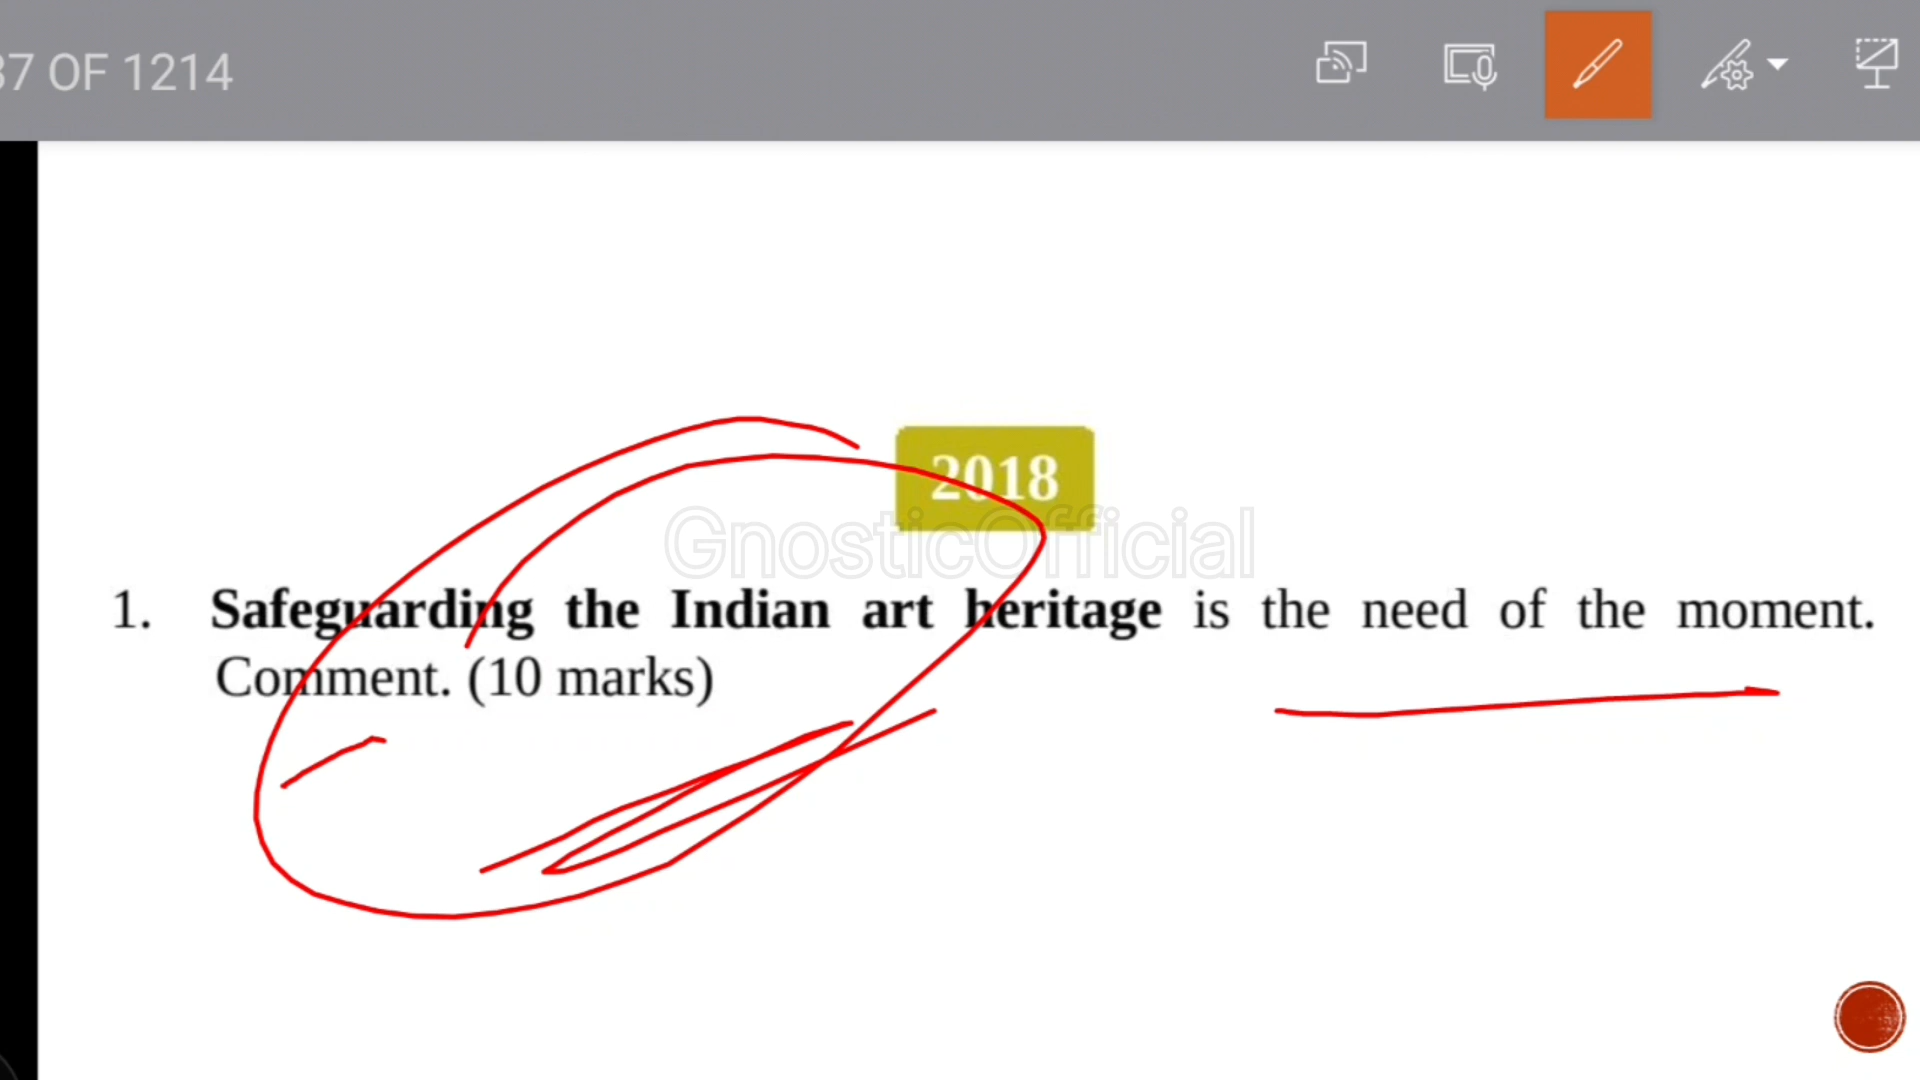 37 OF 1214
2018
GnosticOfficial
1. Safeguarding the Indian art heritage is the need of the moment.
Comment. (10 marks)